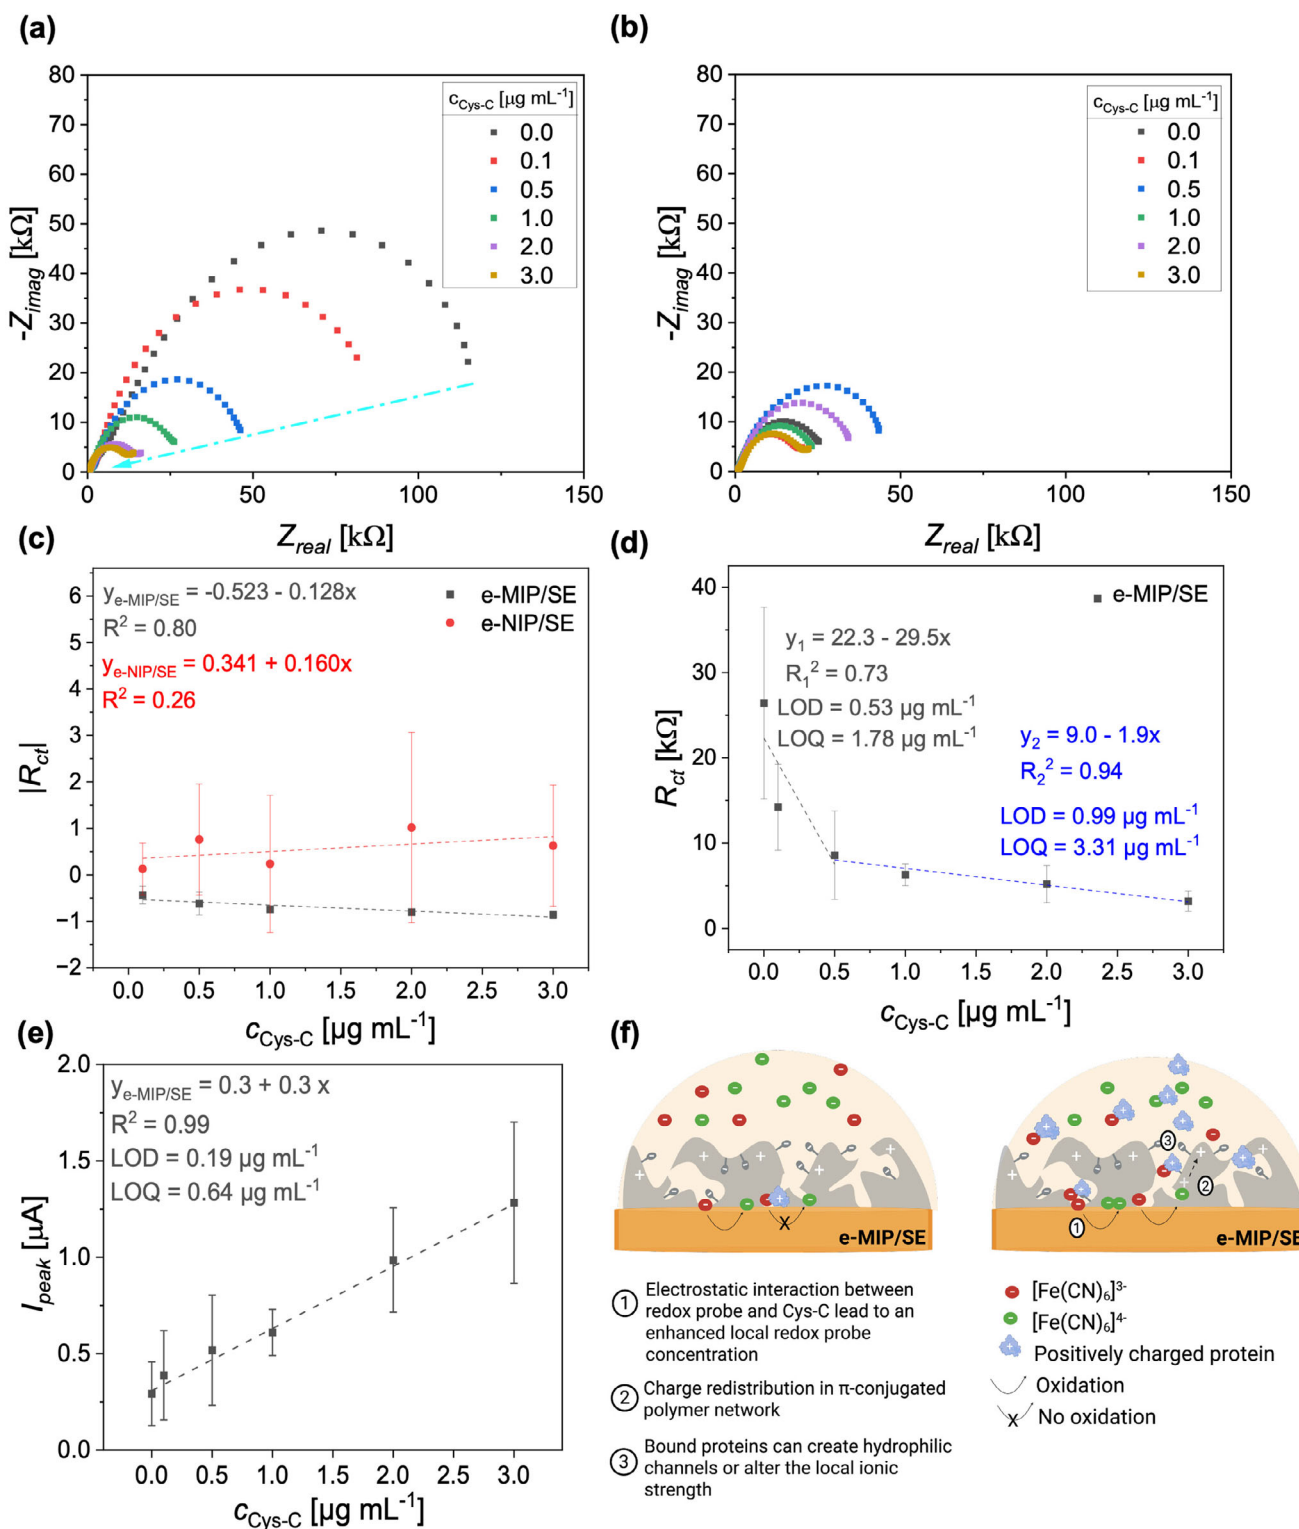 (a)
80
70
60
50
40
30
20
10
0
-Z_imag [kΩ]
0
50
100
150
Z_real [kΩ]
c_Cys-C [µg mL⁻¹]
0.0
0.1
0.5
1.0
2.0
3.0
(b)
80
70
60
50
40
30
20
10
0
-Z_imag [kΩ]
0
50
100
150
Z_real [kΩ]
c_Cys-C [µg mL⁻¹]
0.0
0.1
0.5
1.0
2.0
3.0
(c)
y_e-MIP/SE = -0.523 - 0.128x
R² = 0.80
y_e-NIP/SE = 0.341 + 0.160x
R² = 0.26
e-MIP/SE
e-NIP/SE
6
5
4
3
2
1
0
−1
−2
|R_ct|
0.0
0.5
1.0
1.5
2.0
2.5
3.0
c_Cys-C [µg mL⁻¹]
(d)
e-MIP/SE
y₁ = 22.3 - 29.5x
R₁² = 0.73
LOD = 0.53 µg mL⁻¹
LOQ = 1.78 µg mL⁻¹
y₂ = 9.0 - 1.9x
R₂² = 0.94
LOD = 0.99 µg mL⁻¹
LOQ = 3.31 µg mL⁻¹
40
30
20
10
0
R_ct [kΩ]
0.0
0.5
1.0
1.5
2.0
2.5
3.0
c_Cys-C [µg mL⁻¹]
(e)
y_e-MIP/SE = 0.3 + 0.3 x
R² = 0.99
LOD = 0.19 µg mL⁻¹
LOQ = 0.64 µg mL⁻¹
2.0
1.5
1.0
0.5
0.0
I_peak [µA]
0.0
0.5
1.0
1.5
2.0
2.5
3.0
c_Cys-C [µg mL⁻¹]
(f)
X
e-MIP/SE
3
2
1
e-MIP/SE
1 Electrostatic interaction between
redox probe and Cys-C lead to an
enhanced local redox probe
concentration
2 Charge redistribution in π-conjugated
polymer network
3 Bound proteins can create hydrophilic
channels or alter the local ionic
strength
[Fe(CN)₆]³⁻
[Fe(CN)₆]⁴⁻
Positively charged protein
Oxidation
X No oxidation